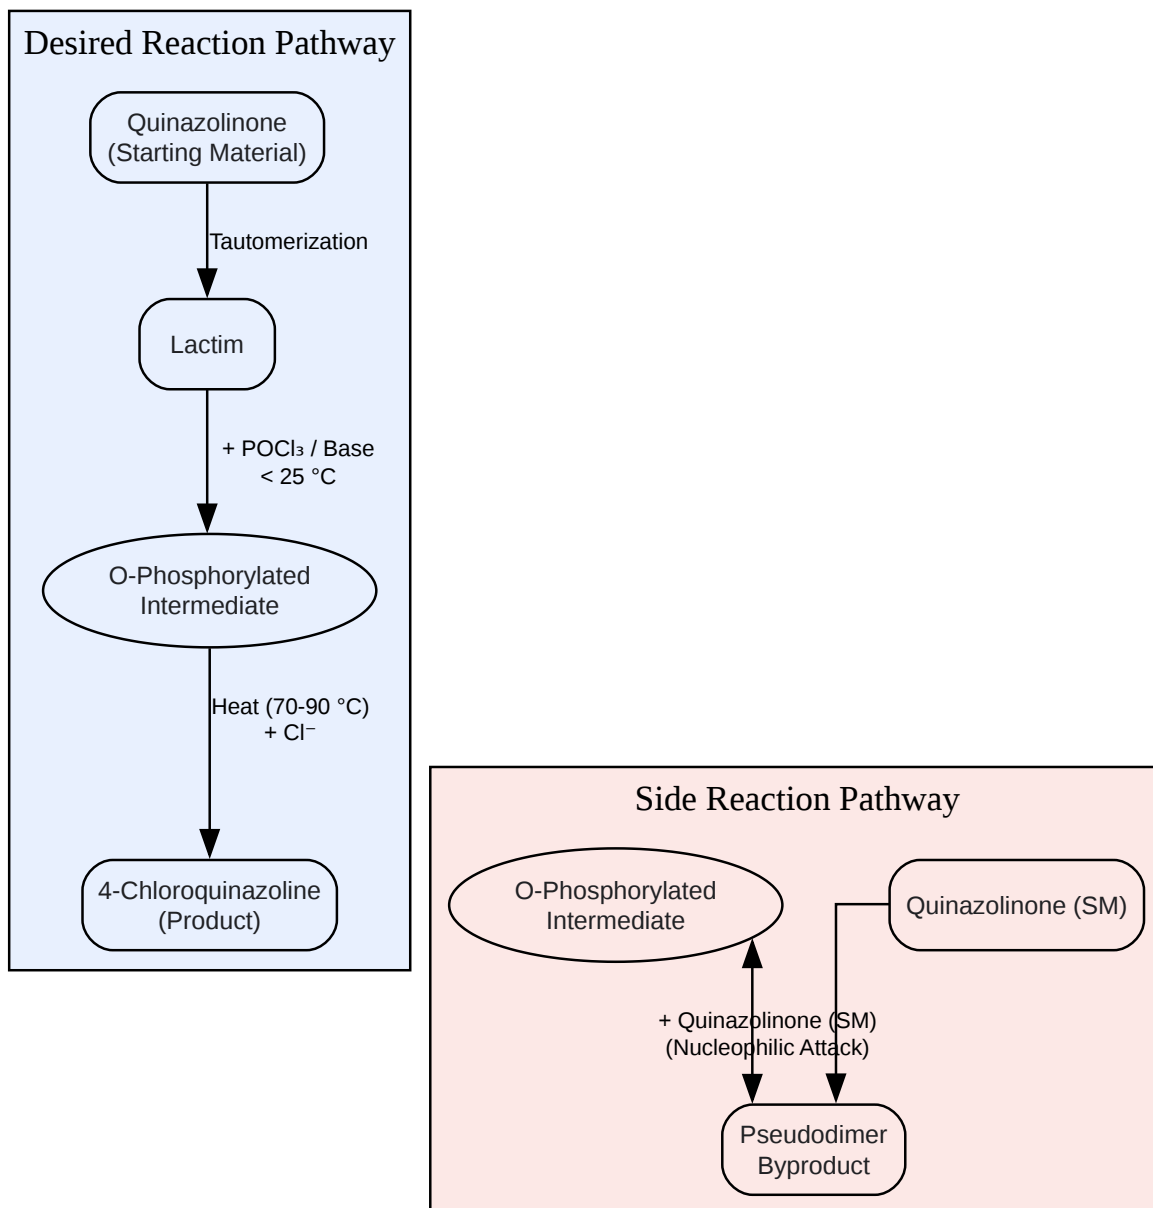 Desired Reaction Pathway
Quinazolinone
(Starting Material)
Tautomerization
Lactim
+ POCl₃ / Base
< 25 °C
O-Phosphorylated
Intermediate
Heat (70-90 °C)
+ Cl⁻
4-Chloroquinazoline
(Product)
Side Reaction Pathway
O-Phosphorylated
Intermediate
Quinazolinone (SM)
+ Quinazolinone (SM)
(Nucleophilic Attack)
Pseudodimer
Byproduct